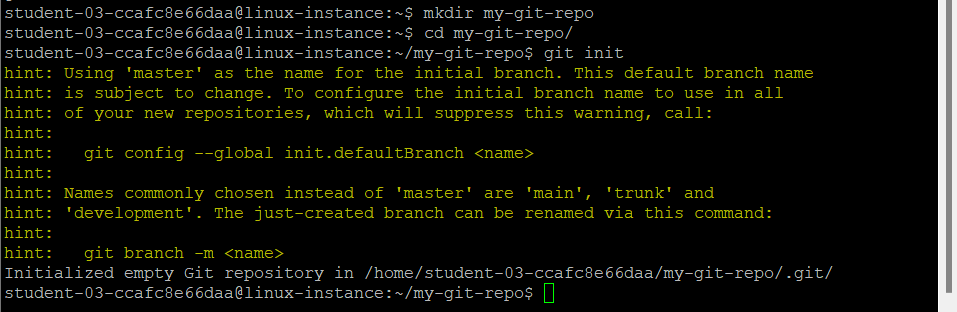 student-03-ccafc8e66daa@linux-instance:~$ mkdir my-git-repo
student-03-ccafc8e66daa@linux-instance:~$ cd my-git-repo/
student-03-ccafc8e66daa@linux-instance:~/my-git-repo$ git init
hint: Using 'master' as the name for the initial branch. This default branch name
hint: is subject to change. To configure the initial branch name to use in all
hint: of your new repositories, which will suppress this warning, call:
hint:
hint:   git config --global init.defaultBranch <name>
hint:
hint: Names commonly chosen instead of 'master' are 'main', 'trunk' and
hint: 'development'. The just-created branch can be renamed via this command:
hint:
hint:   git branch -m <name>
Initialized empty Git repository in /home/student-03-ccafc8e66daa/my-git-repo/.git/
student-03-ccafc8e66daa@linux-instance:~/my-git-repo$